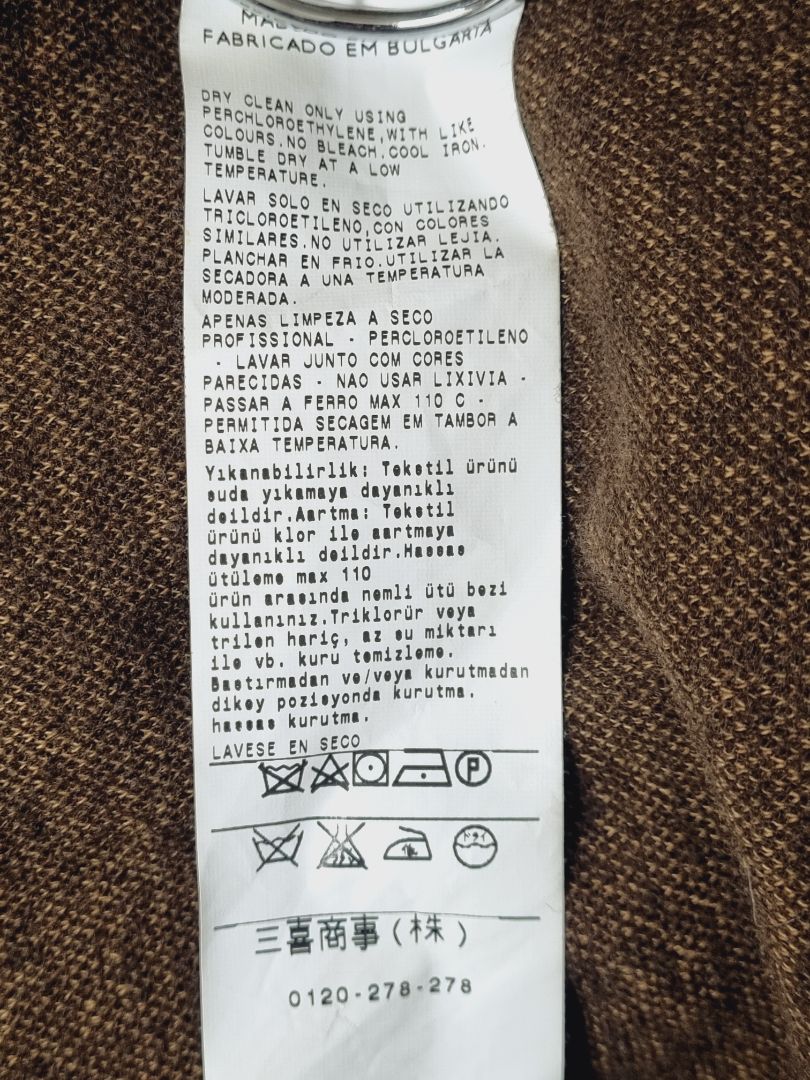 FABRICADO EM BULGARIA
DRY CLEAN ONLY USING
PERCHLOROETHYLENE,WITH LIKE
COLOURS.NO BLEACH.COOL IRON.
TUMBLE DRY AT A LOW
TEMPERATURE.
LAVAR SOLO EN SECO UTILIZANDO
TRICLOROETILENO,CON COLORES
SIMILARES.NO UTILIZAR LEJIA.
PLANCHAR EN FRIO.UTILIZAR LA
SECADORA A UNA TEMPERATURA
MODERADA.
APENAS LIMPEZA A SECO
PROFISSIONAL - PERCLOROETILENO
- LAVAR JUNTO COM CORES
PARECIDAS - NAO USAR LIXIVIA -
PASSAR A FERRO MAX 110 C -
PERMITIDA SECAGEM EM TAMBOR A
BAIXA TEMPERATURA.
Yıkanabilirlik: Tekstil ürünü
suda yıkamaya dayanıklı
deildir.Aartma: Tekstil
ürünü klor ile aartmaya
dayanıklı deildir.Hassas
ütüleme max 110
ürün arasında nemli ütü bezi
kullanınız.Triklorür veya
trilen hariç, az su miktarı
ile vb. kuru temizleme.
Bastırmadan ve/veya kurutmadan
dikey pozisyonda kurutma.
hassas kurutma.
LAVESE EN SECO
P
ドライ
三喜商事(株)
0120-278-278